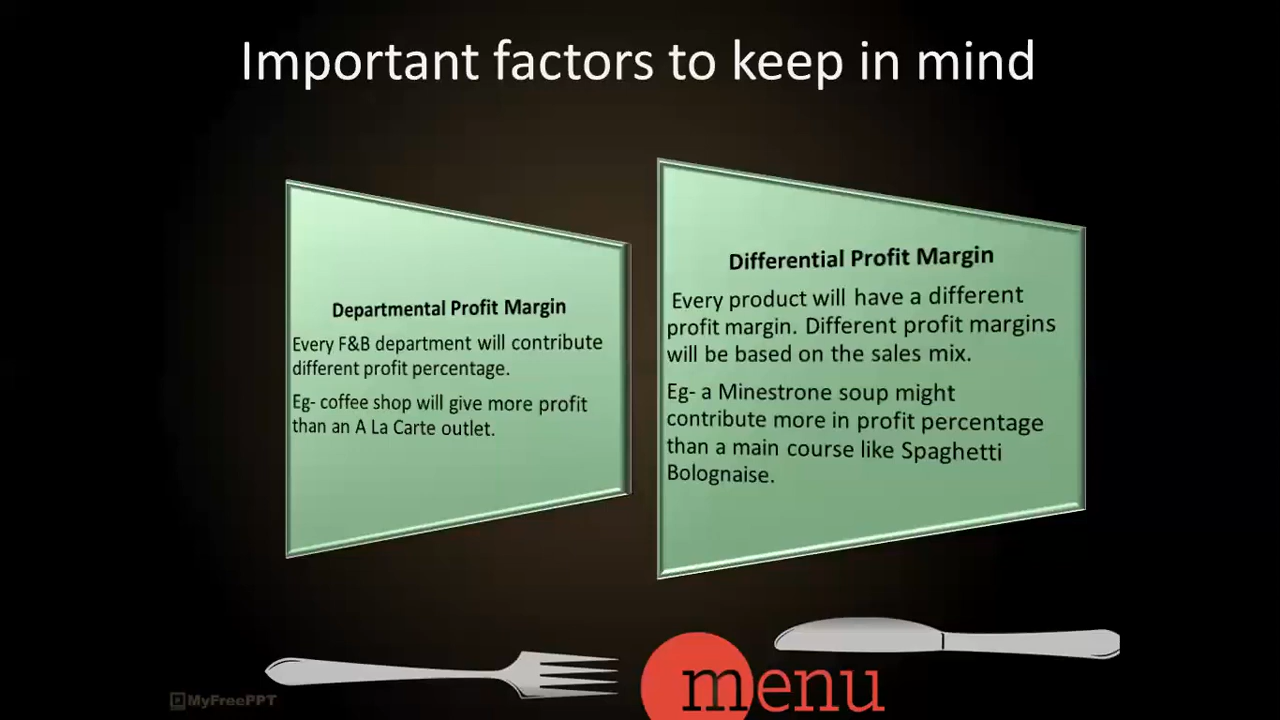 Important factors to keep in mind
Departmental Profit Margin
Every F&B department will contribute
different profit percentage.
Eg- coffee shop will give more profit
than an A La Carte outlet.
Differential Profit Margin
Every product will have a different
profit margin. Different profit margins
will be based on the sales mix.
Eg- a Minestrone soup might
contribute more in profit percentage
than a main course like Spaghetti
Bolognaise.
menu
MyFreePPT